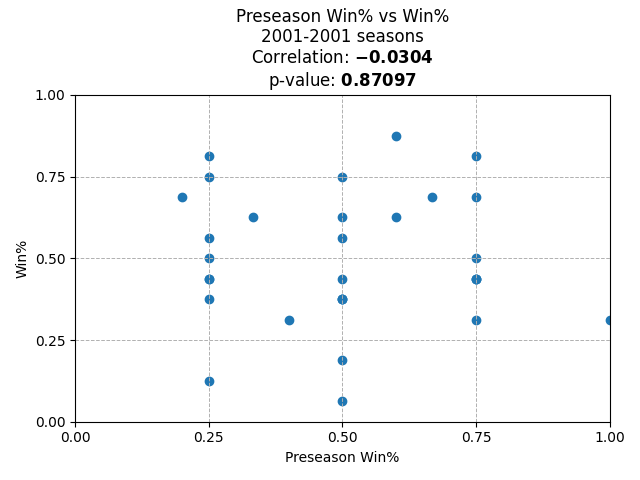 Preseason Win% vs Win%
2001-2001 seasons
Correlation: −0.0304
p-value: 0.87097
1.00
0.75
0.50
0.25
0.00
Win%
0.00 0.25 0.50 0.75 1.00
Preseason Win%